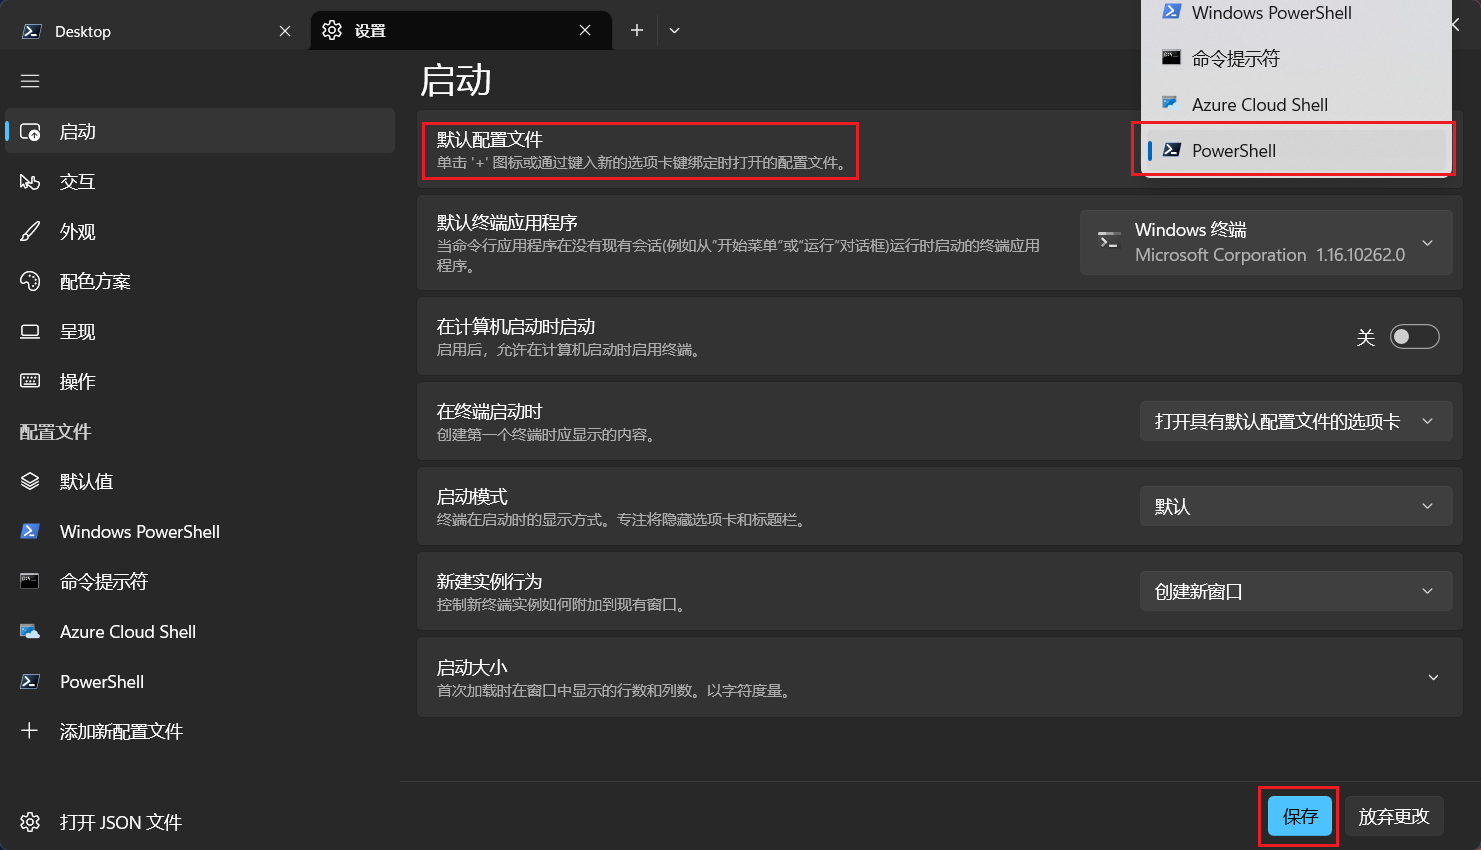 Desktop
设置
Windows PowerShell
命令提示符
Azure Cloud Shell
PowerShell
启动
交互
外观
配色方案
呈现
操作
配置文件
默认值
Windows PowerShell
命令提示符
Azure Cloud Shell
PowerShell
添加新配置文件
打开 JSON 文件
启动
默认配置文件
单击 '+' 图标或通过键入新的选项卡键绑定时打开的配置文件。
默认终端应用程序
当命令行应用程序在没有现有会话(例如从“开始菜单”或“运行”对话框)运行时启动的终端应用
程序。
Windows 终端
Microsoft Corporation 1.16.10262.0
在计算机启动时启动
启用后，允许在计算机启动时启用终端。
关
在终端启动时
创建第一个终端时应显示的内容。
打开具有默认配置文件的选项卡
启动模式
终端在启动时的显示方式。专注将隐藏选项卡和标题栏。
默认
新建实例行为
控制新终端实例如何附加到现有窗口。
创建新窗口
启动大小
首次加载时在窗口中显示的行数和列数。以字符度量。
保存
放弃更改